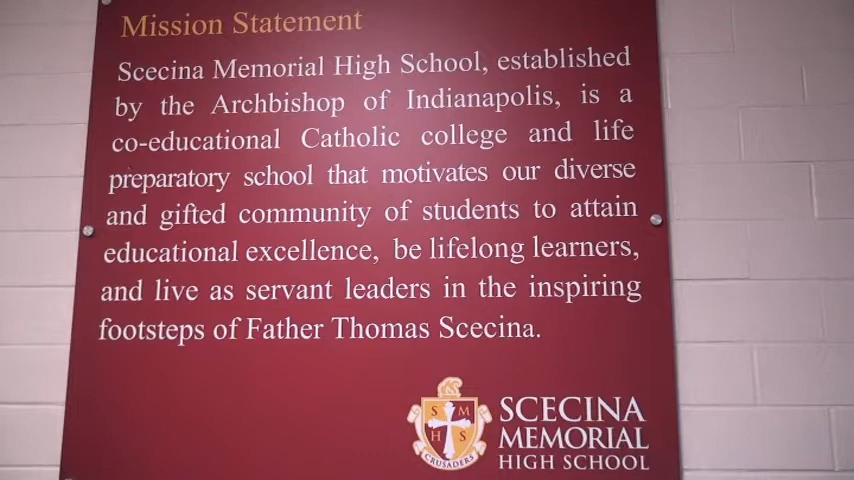 Mission Statement
Scecina Memorial High School, established
by the Archbishop of Indianapolis, is a
co-educational Catholic college and life
preparatory school that motivates our diverse
and gifted community of students to attain
educational excellence, be lifelong learners,
and live as servant leaders in the inspiring
footsteps of Father Thomas Scecina.
S M
H S
CRUSADERS
SCECINA
MEMORIAL
HIGH SCHOOL